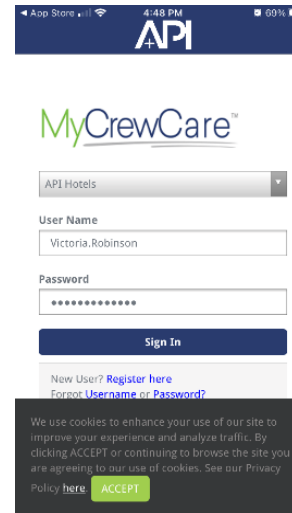 App Store 4:48 PM 69%
API
MyCrewCare™
API Hotels
User Name
Victoria.Robinson
Password
•••••••••••••
Sign In
New User? Register here
Forgot Username or Password?
We use cookies to enhance your use of our site to
improve your experience and analyze traffic. By
clicking ACCEPT or continuing to browse the site you
are agreeing to our use of cookies. See our Privacy
Policy here. ACCEPT